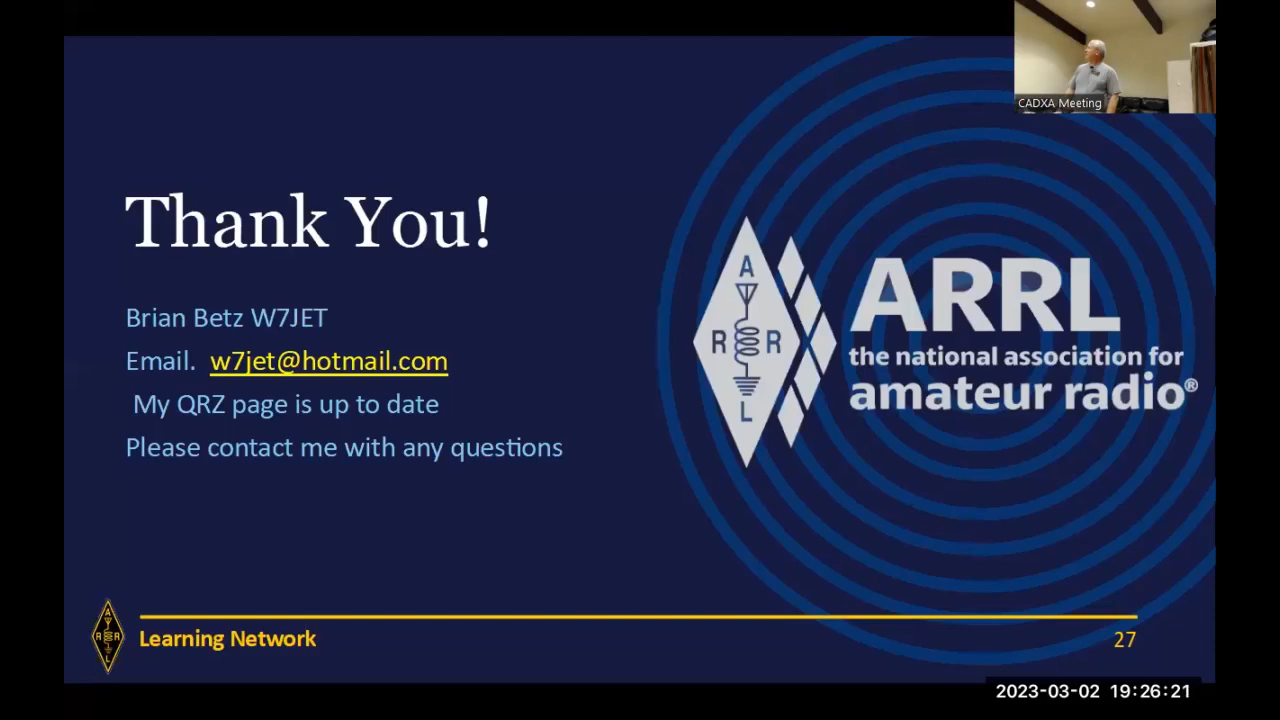 CADXA Meeting
Thank You!
Brian Betz W7JET
Email. w7jet@hotmail.com
My QRZ page is up to date
Please contact me with any questions
A
R R
L
ARRL
the national association for
amateur radio®
A
R R
L
Learning Network
27
2023-03-02 19:26:21